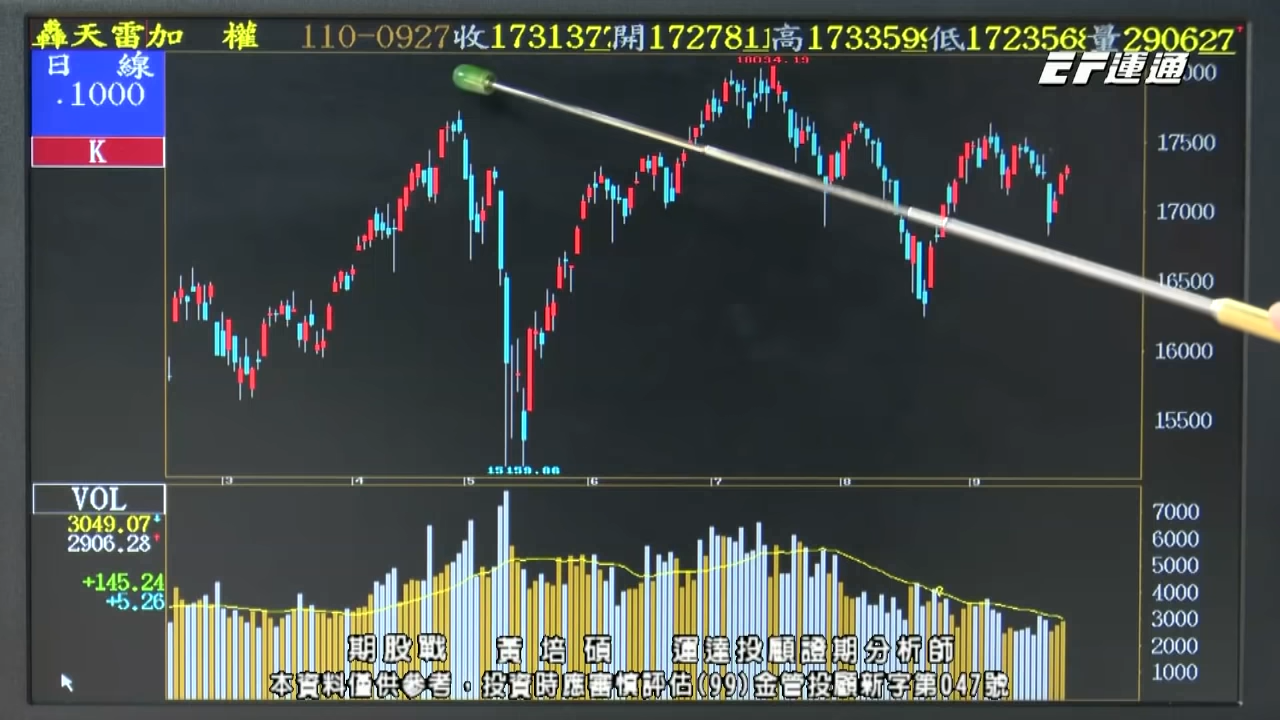 轟天雷加 權 110-0927收1731377開172781高173359低172356量290627
日 線
.1000
K
EF運通
18034.19
17500
17000
16500
16000
15500
15159.86
3 4 5 6 7 8 9
VOL
3049.07
2906.28
+145.24
+5.26
7000
6000
5000
4000
3000
2000
1000
期股戰 黃培碩 運達投顧證期分析師
本資料僅供參考，投資時應審慎評估(99)金管投顧新字第047號